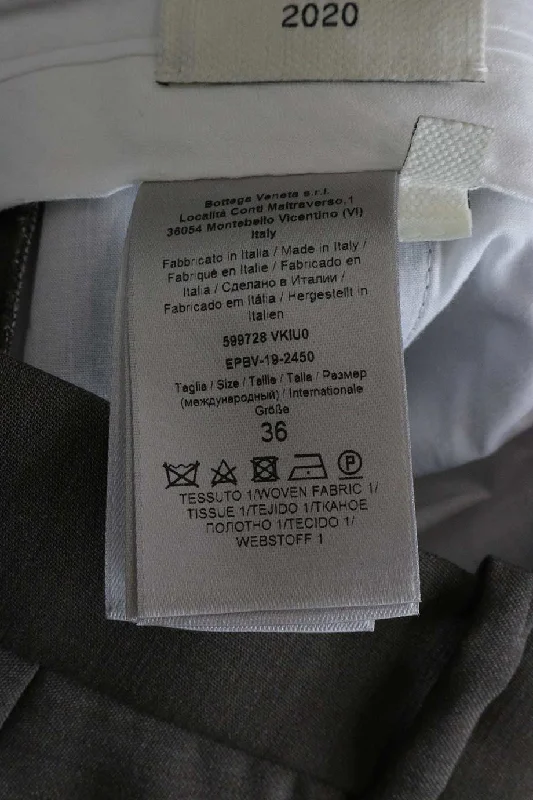 2020
Bottega Veneta s.r.l.
Località Conti Maltraverso,1
36054 Montebello Vicentino (VI)
Italy
Fabbricato in Italia / Made in Italy /
Fabriqué en Italie / Fabricado en
Italia / Сделано в Италии /
Fabricado em Itália / Hergestellt in
Italien
599728 VKIU0
EPBV-19-2450
Taglia / Size / Taille / Talla / Размер
(международный) / Internationale
Größe
36
P
TESSUTO 1/WOVEN FABRIC 1/
TISSUE 1/TEJIDO 1/ТКАНОЕ
ПОЛОТНО 1/TECIDO 1/
WEBSTOFF 1